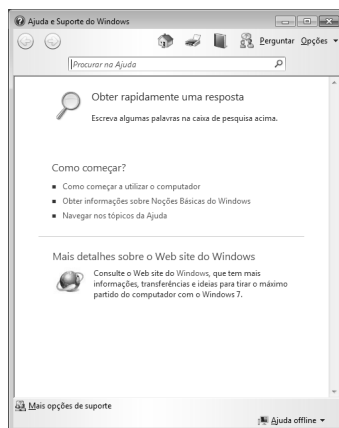 Ajuda e Suporte do Windows
Perguntar Opções
Procurar na Ajuda
Obter rapidamente uma resposta
Escreva algumas palavras na caixa de pesquisa acima.
Como começar?
Como começar a utilizar o computador
Obter informações sobre Noções Básicas do Windows
Navegar nos tópicos da Ajuda
Mais detalhes sobre o Web site do Windows
Consulte o Web site do Windows, que tem mais
informações, transferências e ideias para tirar o máximo
partido do computador com o Windows 7.
Mais opções de suporte
Ajuda offline